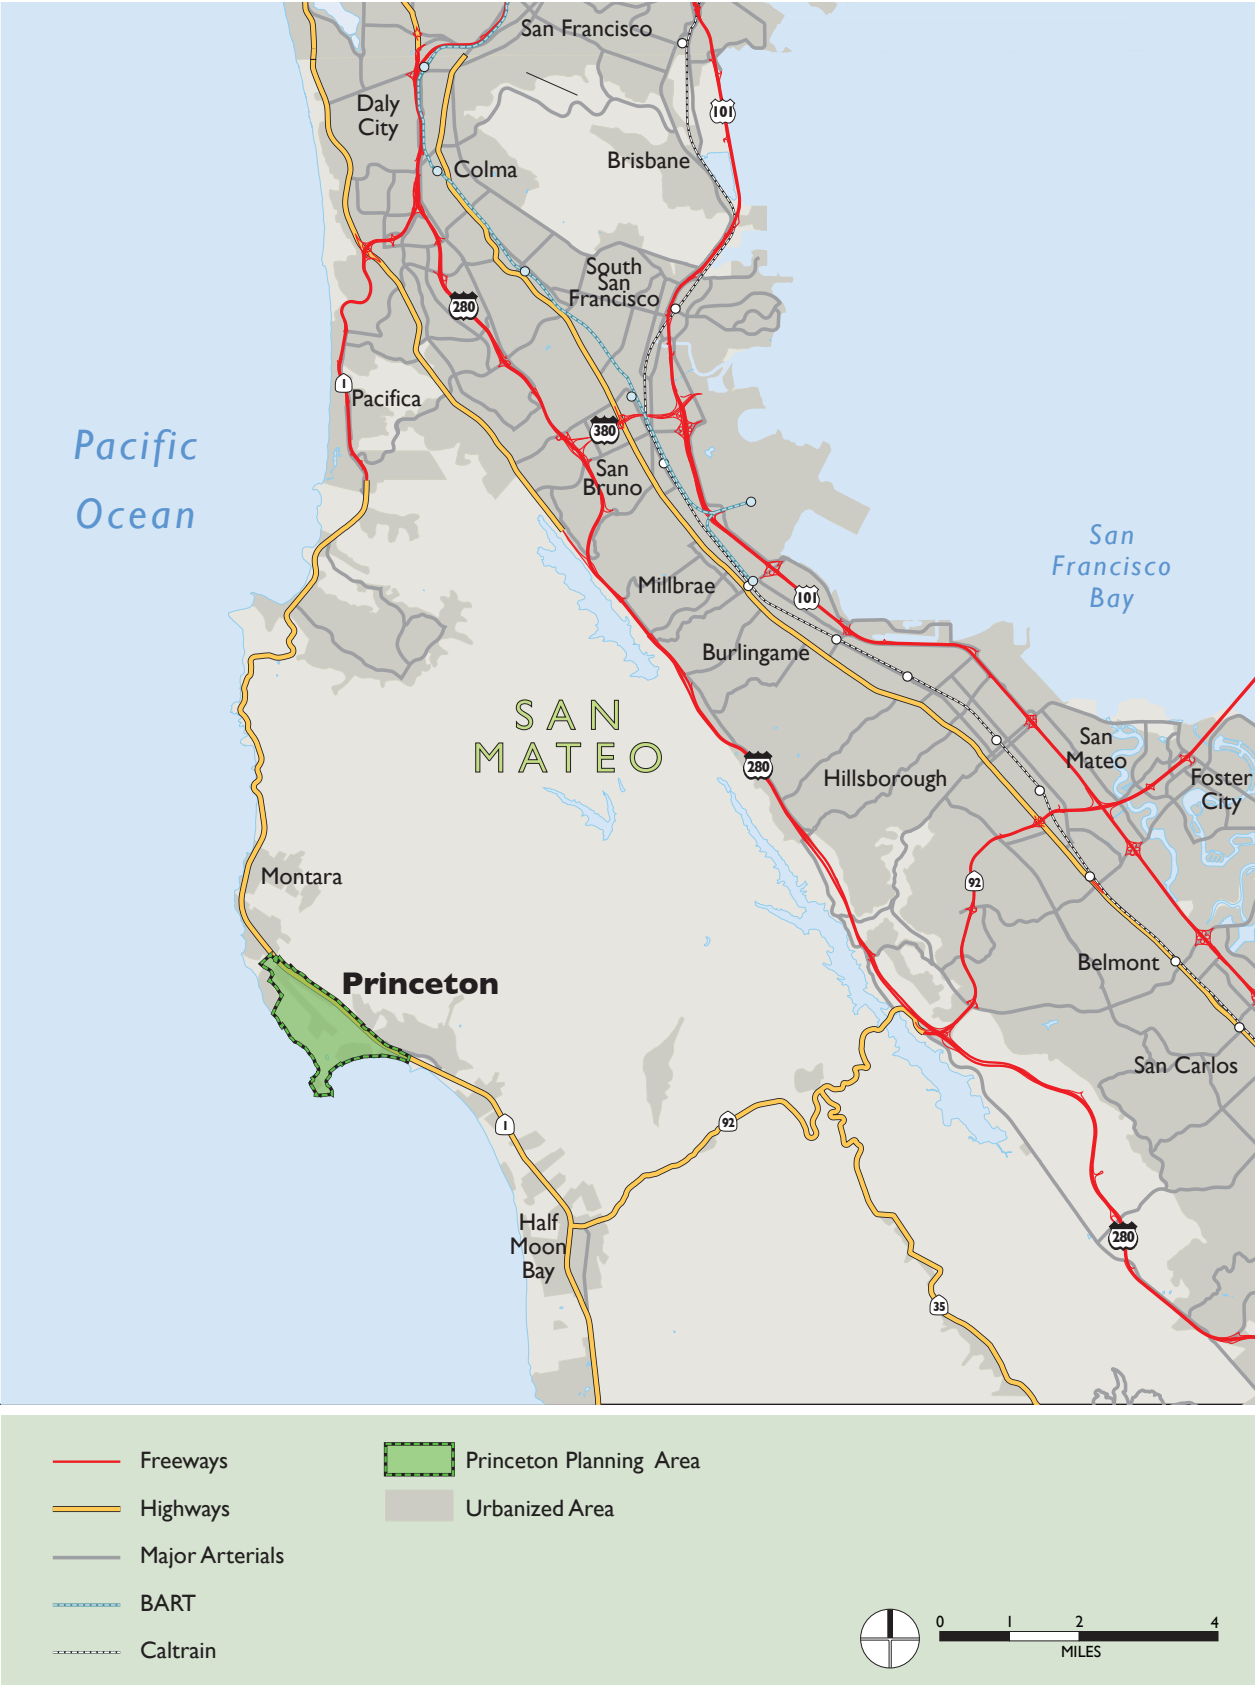 San Francisco
Daly
City
101
Brisbane
Colma
South
San
Francisco
280
1
Pacifica
Pacific
Ocean
380
San
Bruno
San
Francisco
Bay
Millbrae
101
Burlingame
SAN
MATEO
280
San
Mateo
Hillsborough
Foster
City
Montara
92
Belmont
Princeton
San Carlos
1
92
Half
Moon
Bay
280
35
Freeways
Highways
Major Arterials
BART
Caltrain
Princeton Planning Area
Urbanized Area
0 1 2 4
MILES